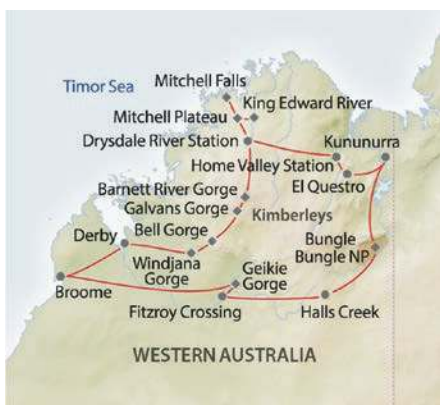 Timor Sea
Mitchell Falls
King Edward River
Mitchell Plateau
Drysdale River Station
Kununurra
Home Valley Station
El Questro
Barnett River Gorge
Galvans Gorge
Kimberleys
Derby
Bell Gorge
Bungle
Bungle NP
Windjana
Gorge
Geikie
Gorge
Broome
Fitzroy Crossing
Halls Creek
WESTERN AUSTRALIA